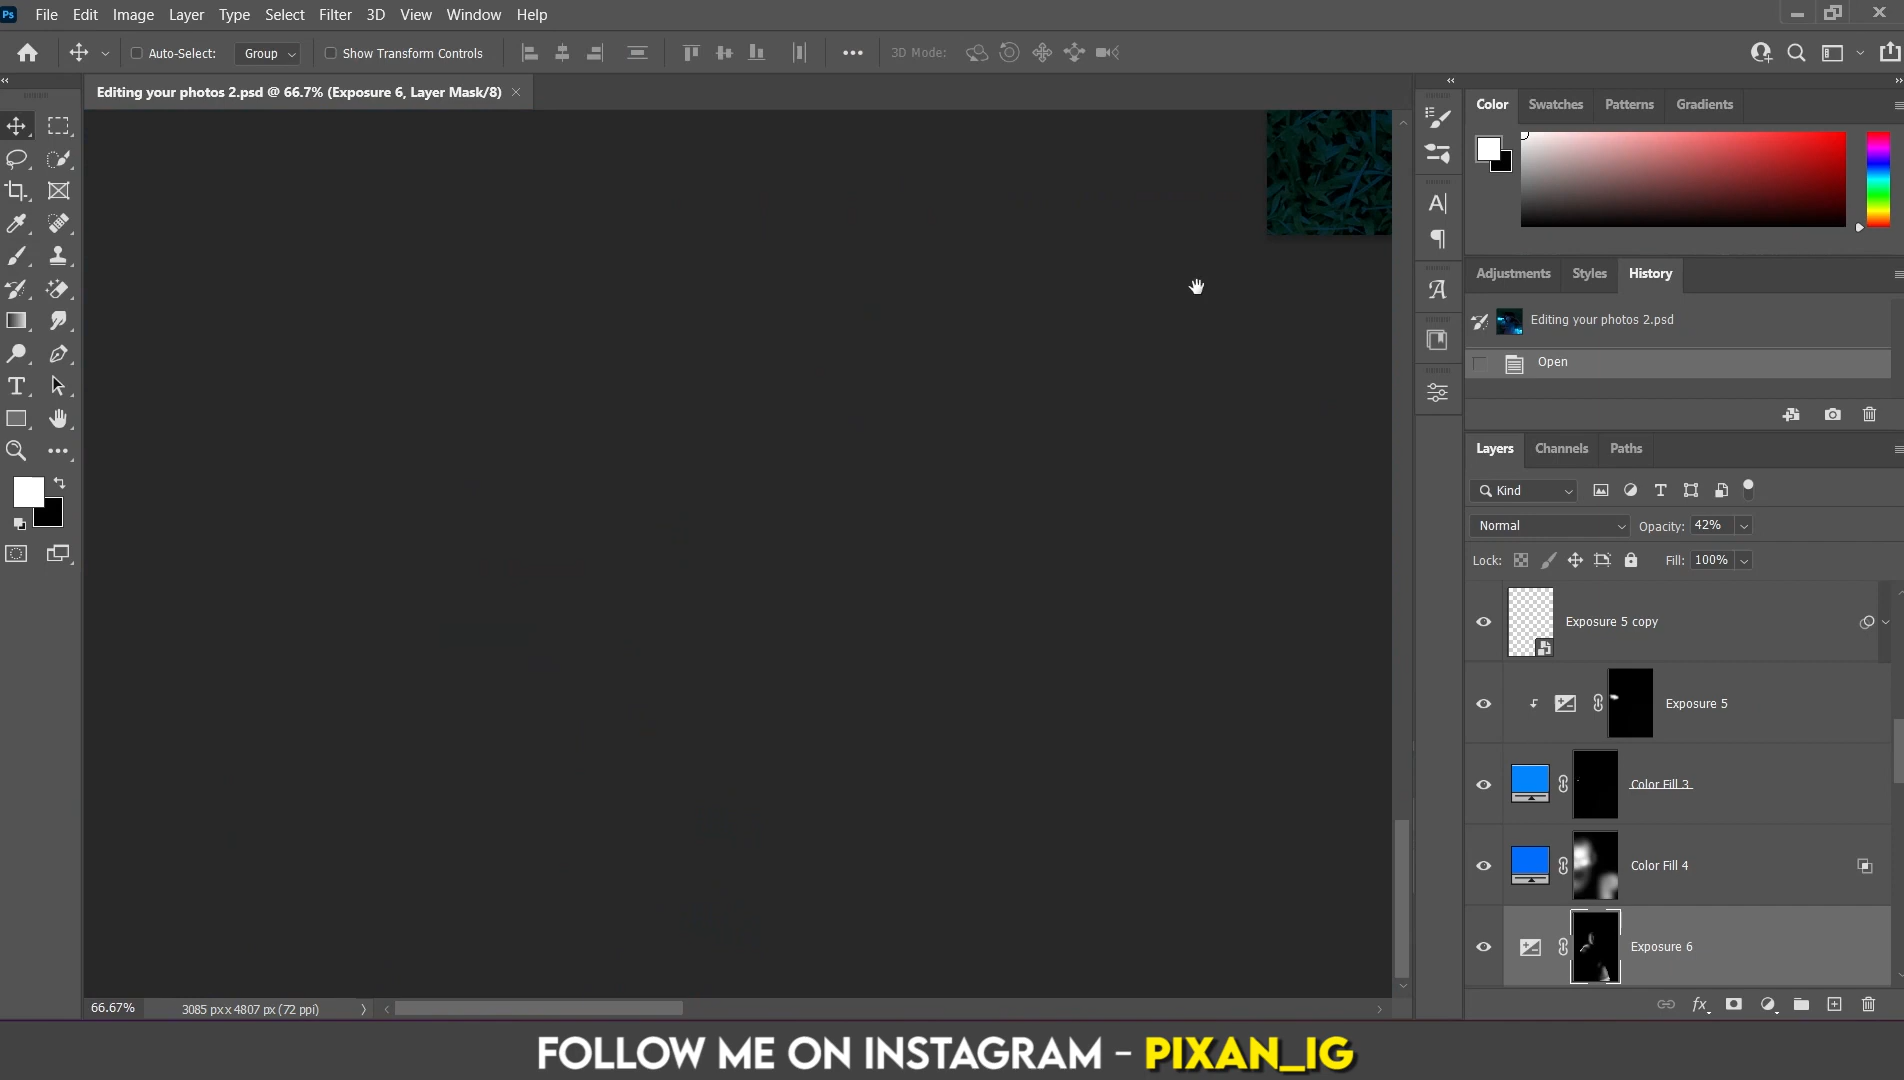 Ps File Edit Image Layer Type Select Filter 3D View Window Help
Auto-Select: Group Show Transform Controls 3D Mode:
Editing your photos 2.psd @ 66.7% (Exposure 6, Layer Mask/8)
Color Swatches Patterns Gradients
Adjustments Styles History
Editing your photos 2.psd
Open
Layers Channels Paths
Kind
Normal Opacity: 42%
Lock: Fill: 100%
Exposure 5 copy
Exposure 5
Color Fill 3
Color Fill 4
Exposure 6
66.67% 3085 px x 4807 px (72 ppi)
FOLLOW ME ON INSTAGRAM - PIXAN_IG